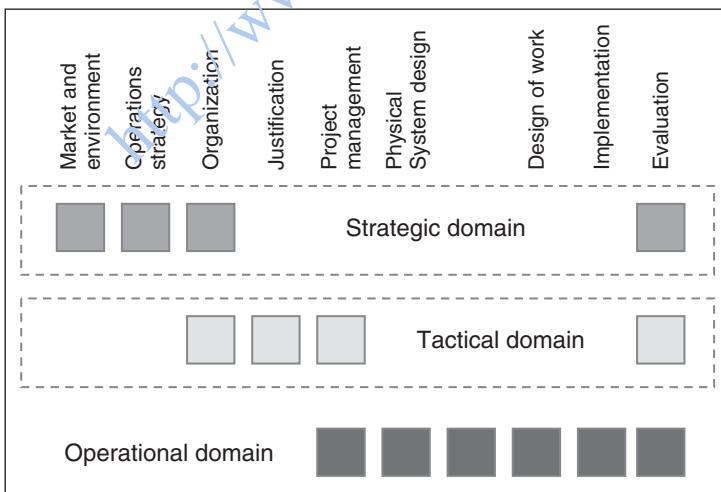 Market and
environment
Operations
strategy
Organization
Justification
Project
management
Physical
System design
Design of work
Implementation
Evaluation
http://w
Strategic domain
Tactical domain
Operational domain